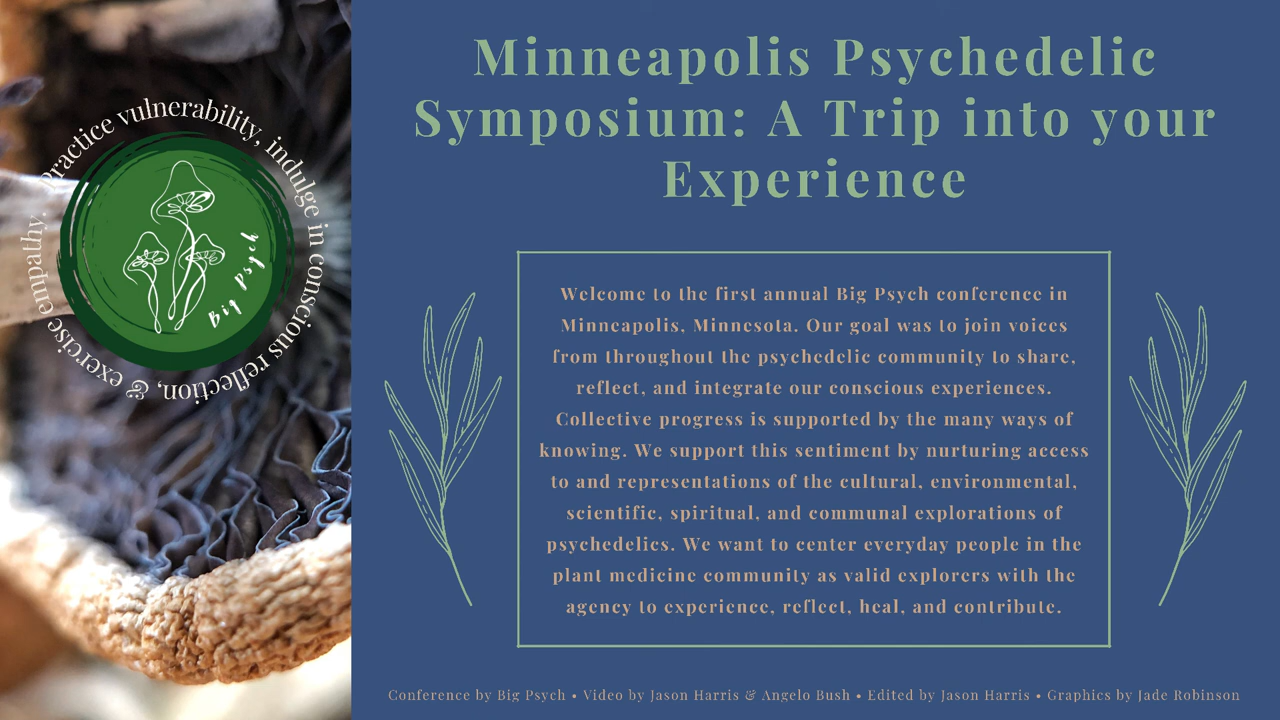 Minneapolis Psychedelic
Symposium: A Trip into your
Experience
Practice vulnerability, indulge in conscious reflection, & exercise empathy.
Big Psych
Welcome to the first annual Big Psych conference in
Minneapolis, Minnesota. Our goal was to join voices
from throughout the psychedelic community to share,
reflect, and integrate our conscious experiences.
Collective progress is supported by the many ways of
knowing. We support this sentiment by nurturing access
to and representations of the cultural, environmental,
scientific, spiritual, and communal explorations of
psychedelics. We want to center everyday people in the
plant medicine community as valid explorers with the
agency to experience, reflect, heal, and contribute.
Conference by Big Psych • Video by Jason Harris & Angelo Bush • Edited by Jason Harris • Graphics by Jade Robinson